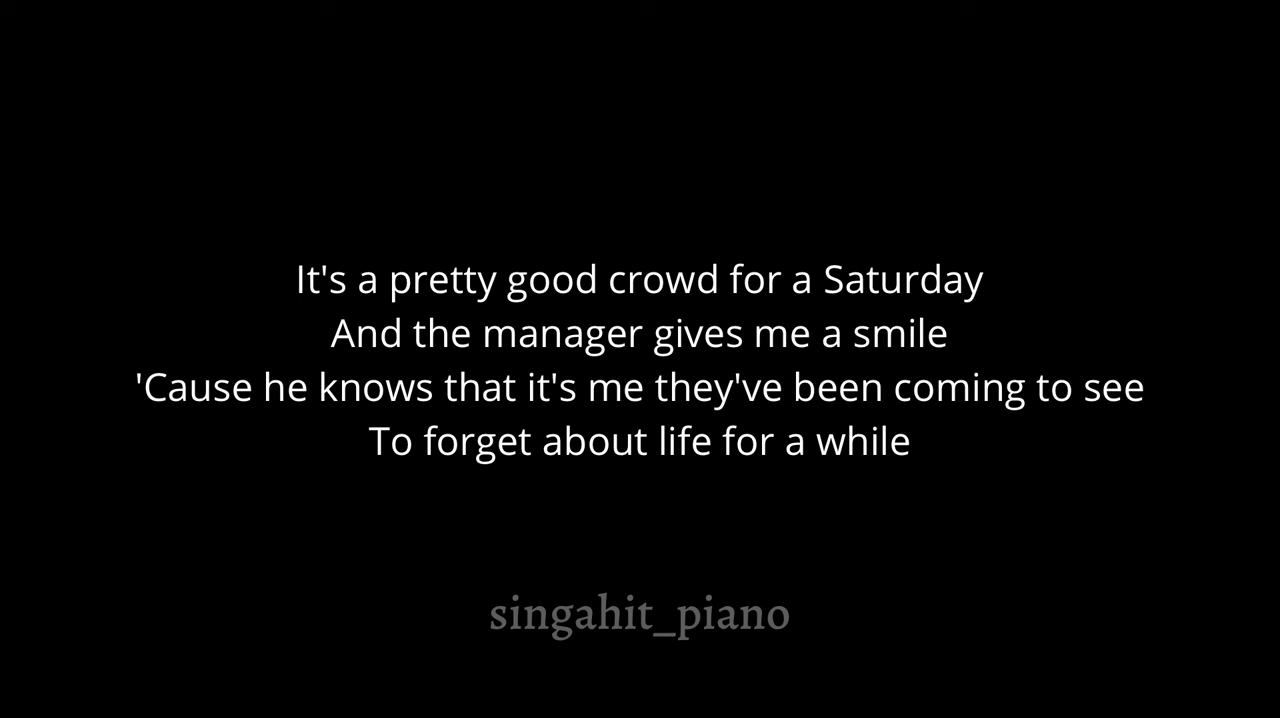 It's a pretty good crowd for a Saturday
And the manager gives me a smile
'Cause he knows that it's me they've been coming to see
To forget about life for a while
singahit_piano